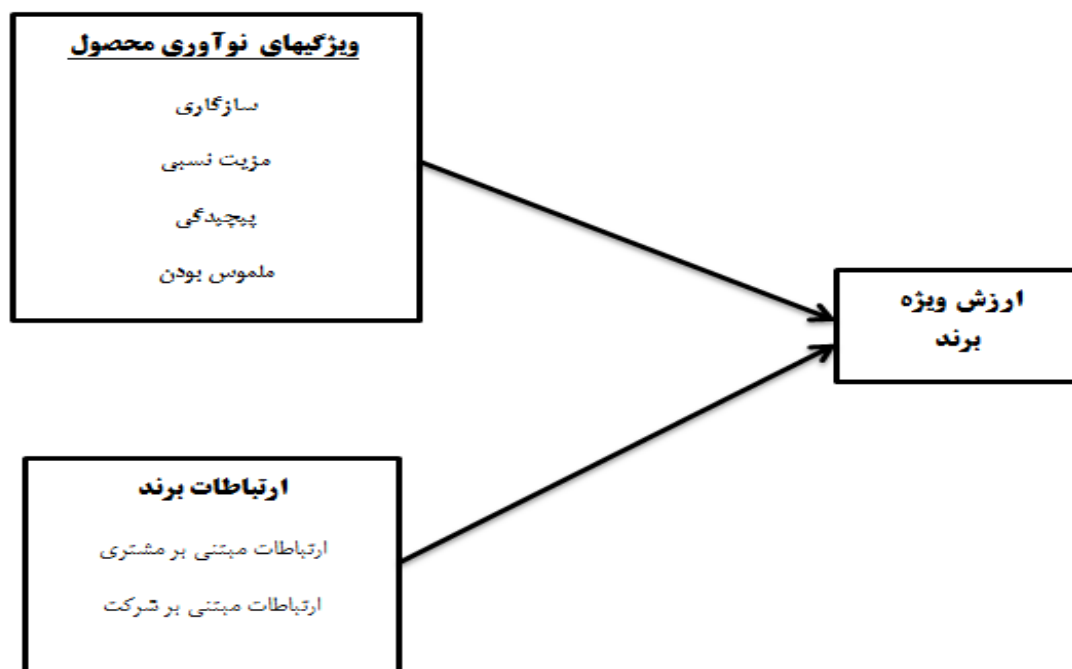 ویژگیهای نوآوری محصول
سازگاری
مزیت نسبی
پیچیدگی
ملموس بودن
ارزش ویژه
برند
ارتباطات برند
ارتباطات مبتنی بر مشتری
ارتباطات مبتنی بر شرکت